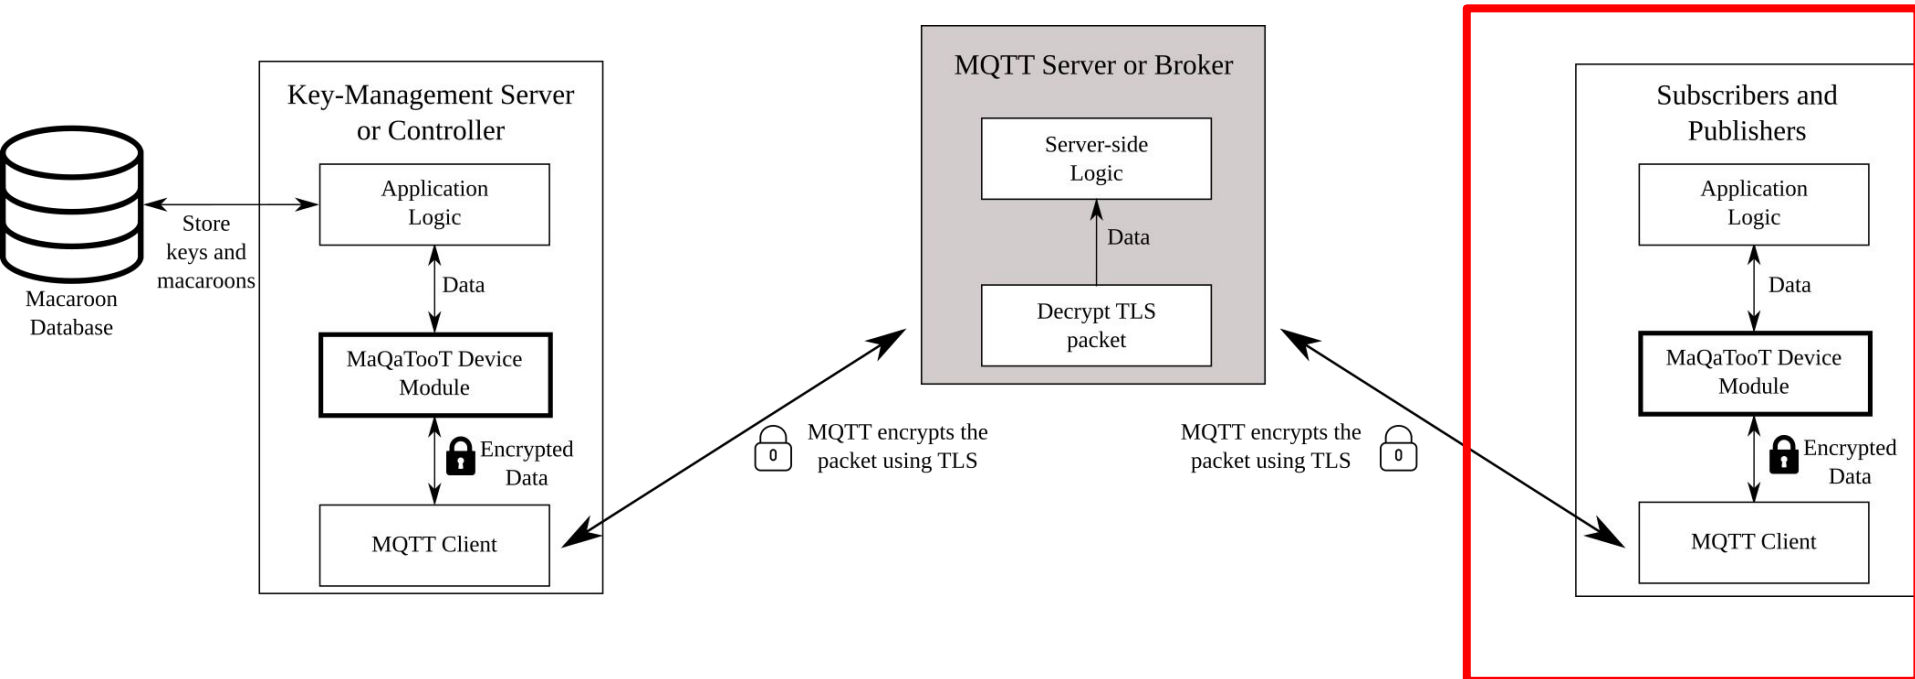 Key-Management Server
or Controller
Application
Logic
Store
keys and
macaroons
Macaroon
Database
Data
MaQaTooT Device
Module
Encrypted
Data
MQTT Client
MQTT encrypts the
packet using TLS
0
MQTT Server or Broker
Server-side
Logic
Data
Decrypt TLS
packet
MQTT encrypts the
packet using TLS
0
Subscribers and
Publishers
Application
Logic
Data
MaQaTooT Device
Module
Encrypted
Data
MQTT Client